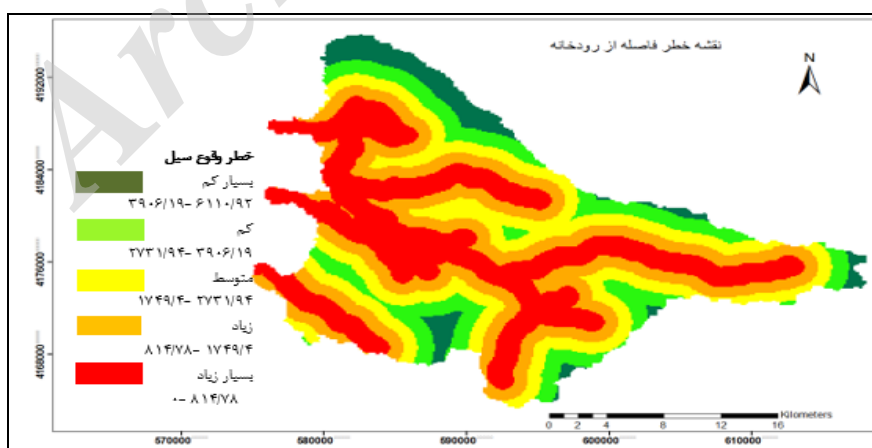 Arc
نقشه خطر فاصله از رودخانه
N
4192000
4184000
4176000
4168000
خطر وقوع سیل
بسیار کم
۳۹۰۶/۱۹ -۶۱۱۰/۹۲
کم
۲۷۳۱/۹۴ -۳۹۰۶/۱۹
متوسط
۱۷۴۹/۴ -۲۷۳۱/۹۴
زیاد
۸۱۴/۷۸ -۱۷۴۹/۴
بسیار زیاد
۰- ۸۱۴/۷۸
Kilometers
0 2 4 8 12 16
570000 580000 590000 600000 610000